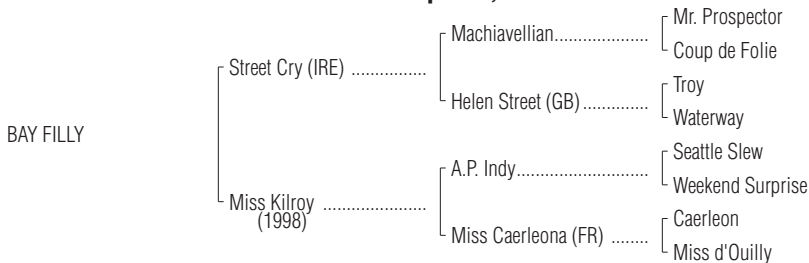 Mr. Prospector
Machiavellian....................
Coup de Folie
Street Cry (IRE) ................
Troy
Helen Street (GB)..............
Waterway
BAY FILLY
Seattle Slew
A.P. Indy............................
Weekend Surprise
Miss Kilroy ......................
(1998)
Caerleon
Miss Caerleona (FR) ........
Miss d'Ouilly